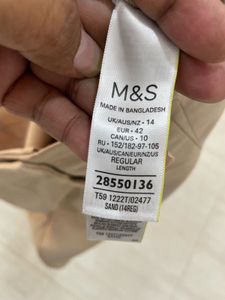 M&S
MADE IN BANGLADESH
UK/AUS/NZ - 14
EUR - 42
CAN/US - 10
RU - 152/182-97-105
UK/AUS/CAN/EUR/NZ/US
REGULAR
LENGTH
28550136
T59 1222T/02477
SAND (14REG)